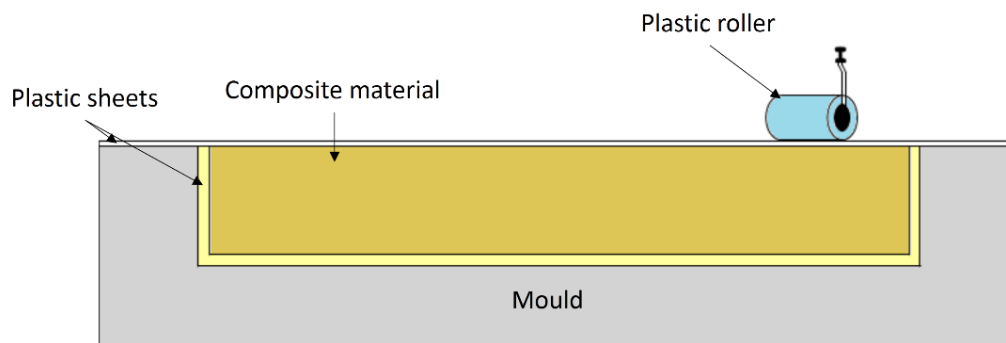 Plastic roller
Plastic sheets
Composite material
Mould